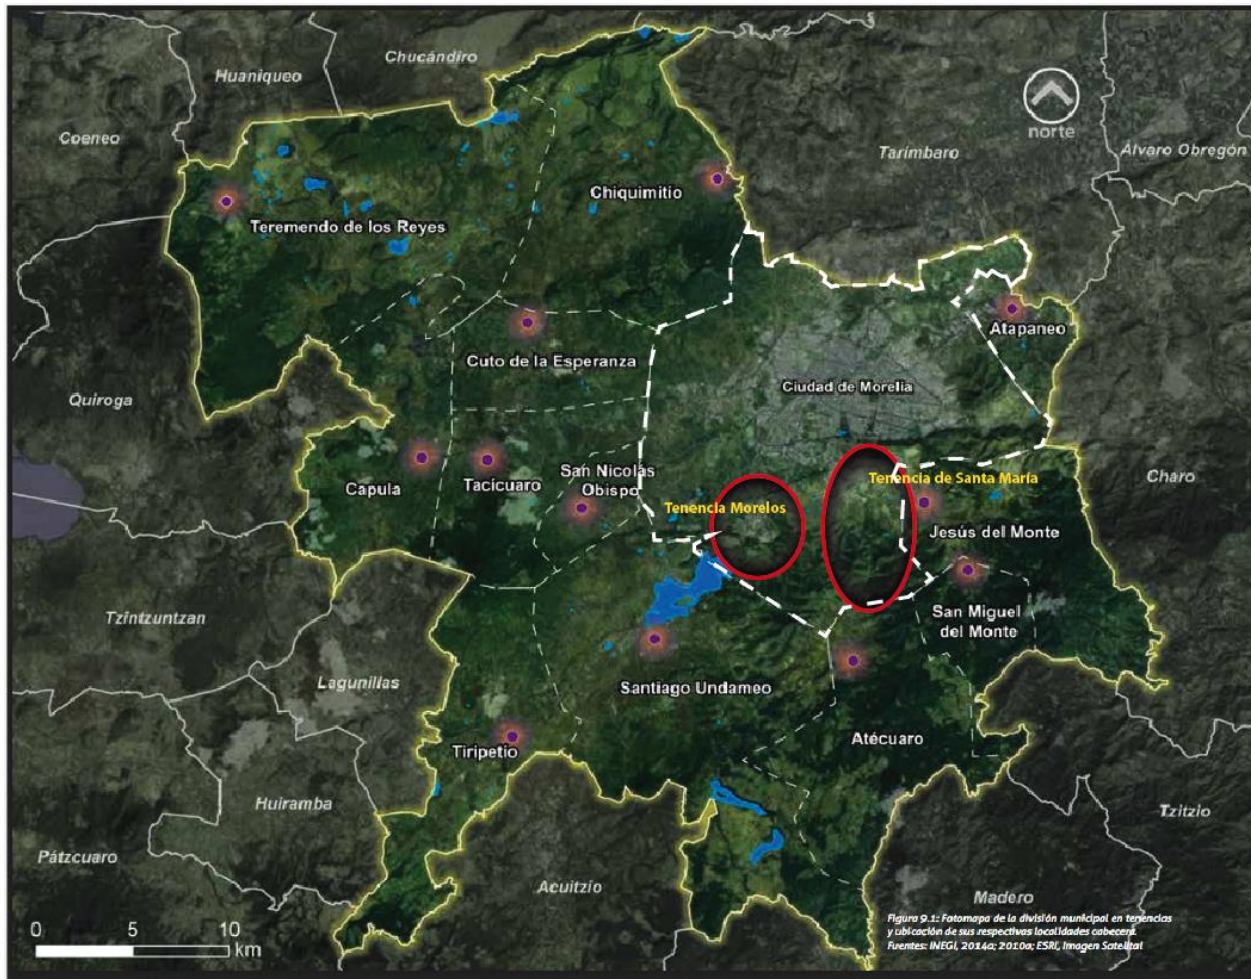 Chucándiro
Huaniqueo
Coeneo
norte
Tarímbaro
Álvaro Obregón
Chiquimitio
Teremendo de los Reyes
Atapaneo
Cuto de la Esperanza
Ciudad de Morelia
Quiroga
San Nicolás
Obispo
Capula
Tacícuaro
Tenencia Morelos
Tenencia de Santa María
Charo
Jesús del Monte
Tzintzuntzan
San Miguel
del Monte
Lagunillas
Santiago Undameo
Atécuaro
Tiripetío
Huiramba
Tzitzio
Pátzcuaro
Acuitzio
Madero
0 5 10
km
Figura 9.1: Fotomapa de la división municipal en tenencias
y ubicación de sus respectivas localidades cabecera.
Fuentes: INEGI, 2014a; 2010a; ESRI, Imagen Satelital